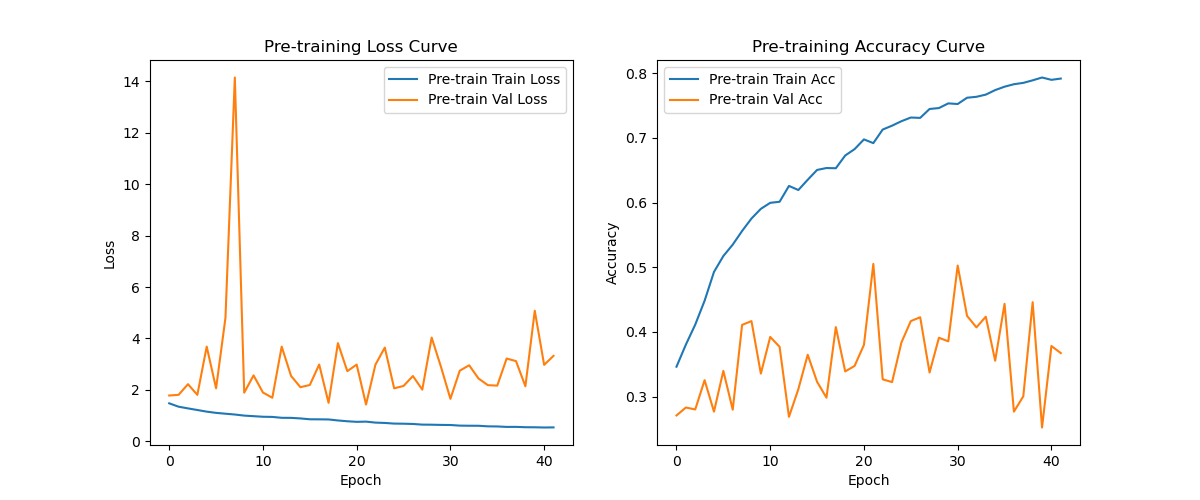 Pre-training Loss Curve
Pre-train Train Loss
Pre-train Val Loss
14
12
10
8
6
4
2
0
Loss
0 10 20 30 40
Epoch
Pre-training Accuracy Curve
Pre-train Train Acc
Pre-train Val Acc
0.8
0.7
0.6
0.5
0.4
0.3
Accuracy
0 10 20 30 40
Epoch